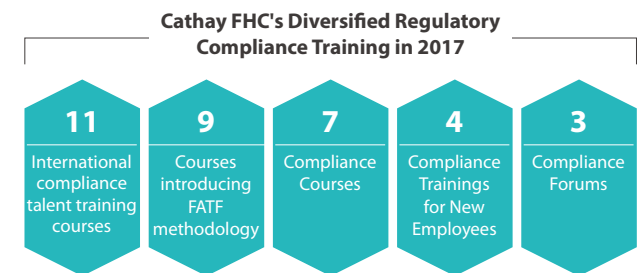 Cathay FHC's Diversified Regulatory
Compliance Training in 2017
11
International
compliance
talent training
courses
9
Courses
introducing
FATF
methodology
7
Compliance
Courses
4
Compliance
Trainings
for New
Employees
3
Compliance
Forums